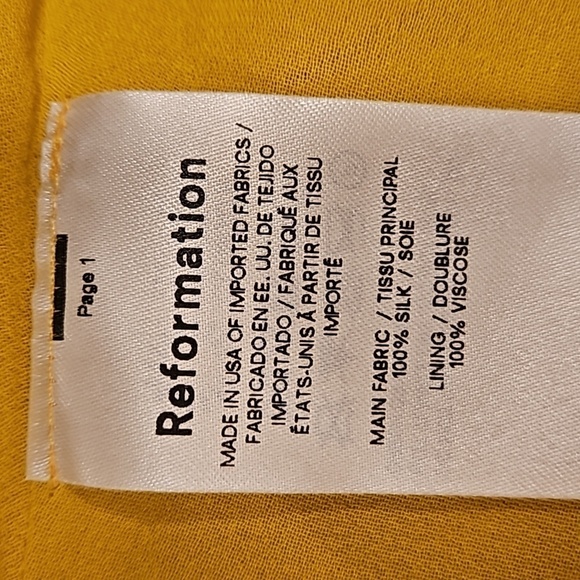 Page 1
Reformation
MADE IN USA OF IMPORTED FABRICS /
FABRICADO EN EE. UU. DE TEJIDO
IMPORTADO / FABRIQUÉ AUX
ÉTATS-UNIS À PARTIR DE TISSU
IMPORTÉ
MAIN FABRIC / TISSU PRINCIPAL
100% SILK / SOIE
LINING / DOUBLURE
100% VISCOSE